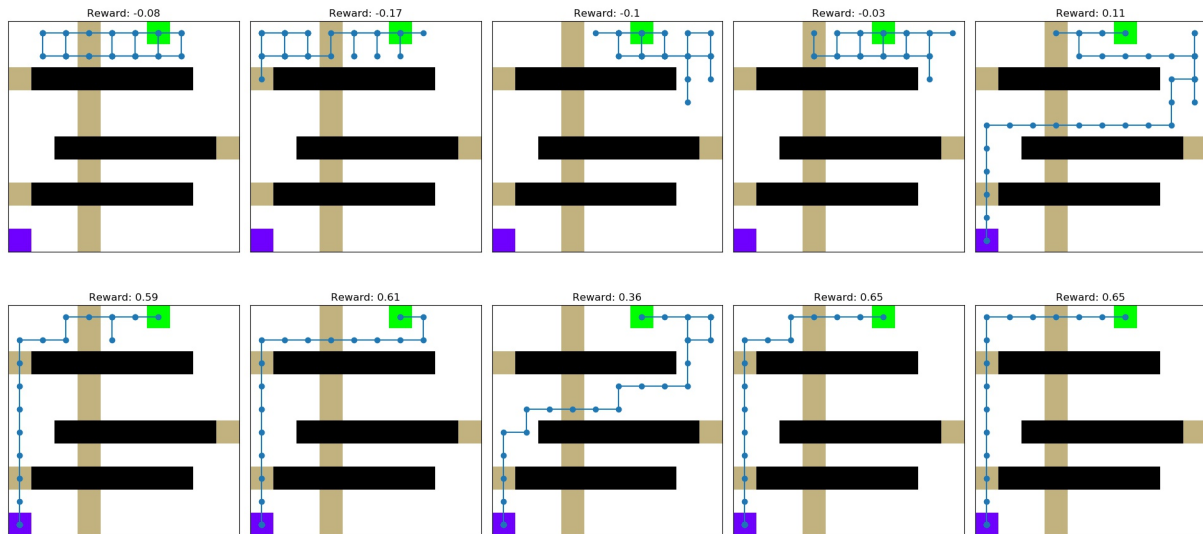 Reward: -0.08
Reward: -0.17
Reward: -0.1
Reward: -0.03
Reward: 0.11
Reward: 0.59
Reward: 0.61
Reward: 0.36
Reward: 0.65
Reward: 0.65